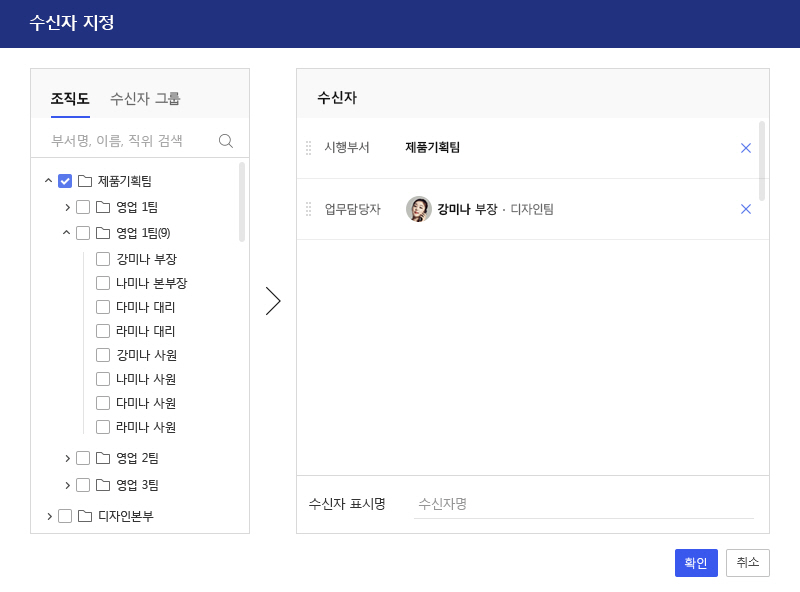 수신자 지정
조직도 수신자 그룹
부서명, 이름, 직위 검색
제품기획팀
영업 1팀
영업 1팀(9)
강미나 부장
나미나 본부장
다미나 대리
라미나 대리
강미나 사원
나미나 사원
다미나 사원
라미나 사원
영업 2팀
영업 3팀
디자인본부
수신자
시행부서 제품기획팀
업무담당자 강미나 부장 · 디자인팀
수신자 표시명 수신자명
확인 취소